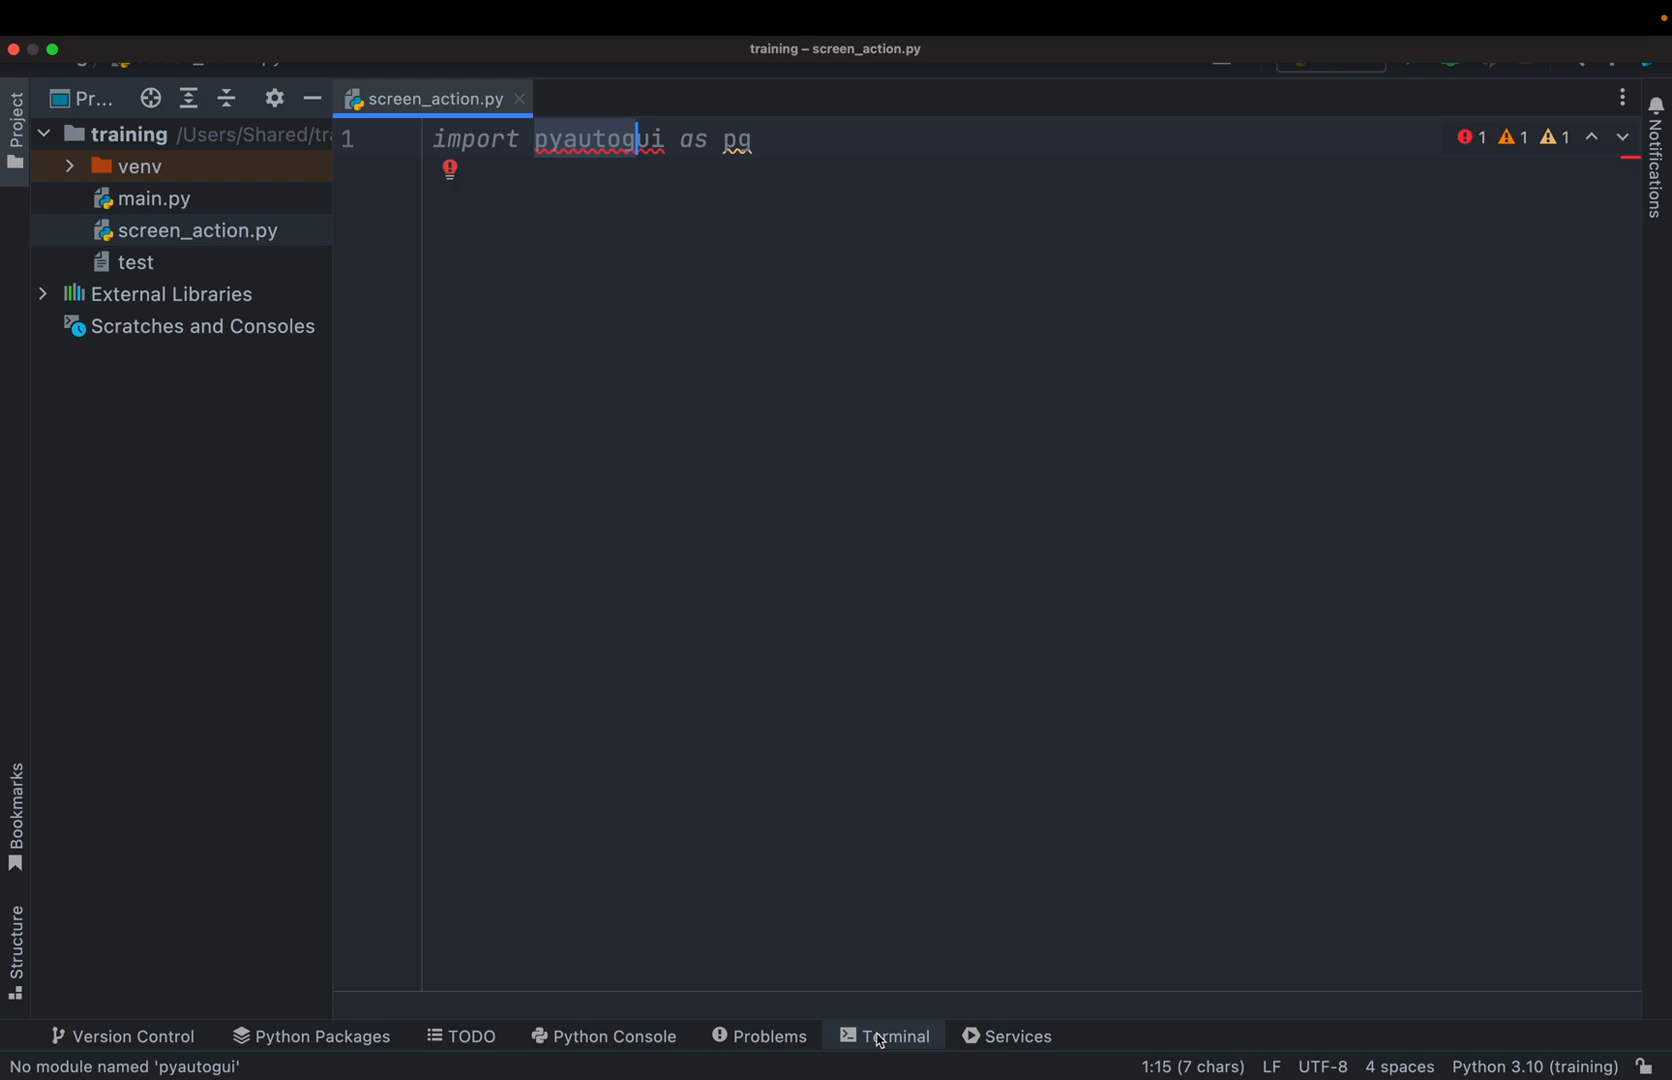 training – screen_action.py
Project
Pr...
screen_action.py
training /Users/Shared/tr
venv
main.py
screen_action.py
test
External Libraries
Scratches and Consoles
1 import pyautogui as pg
1 1 1
Notifications
Bookmarks
Structure
Version Control Python Packages TODO Python Console Problems Terminal Services
No module named 'pyautogui' 1:15 (7 chars) LF UTF-8 4 spaces Python 3.10 (training)